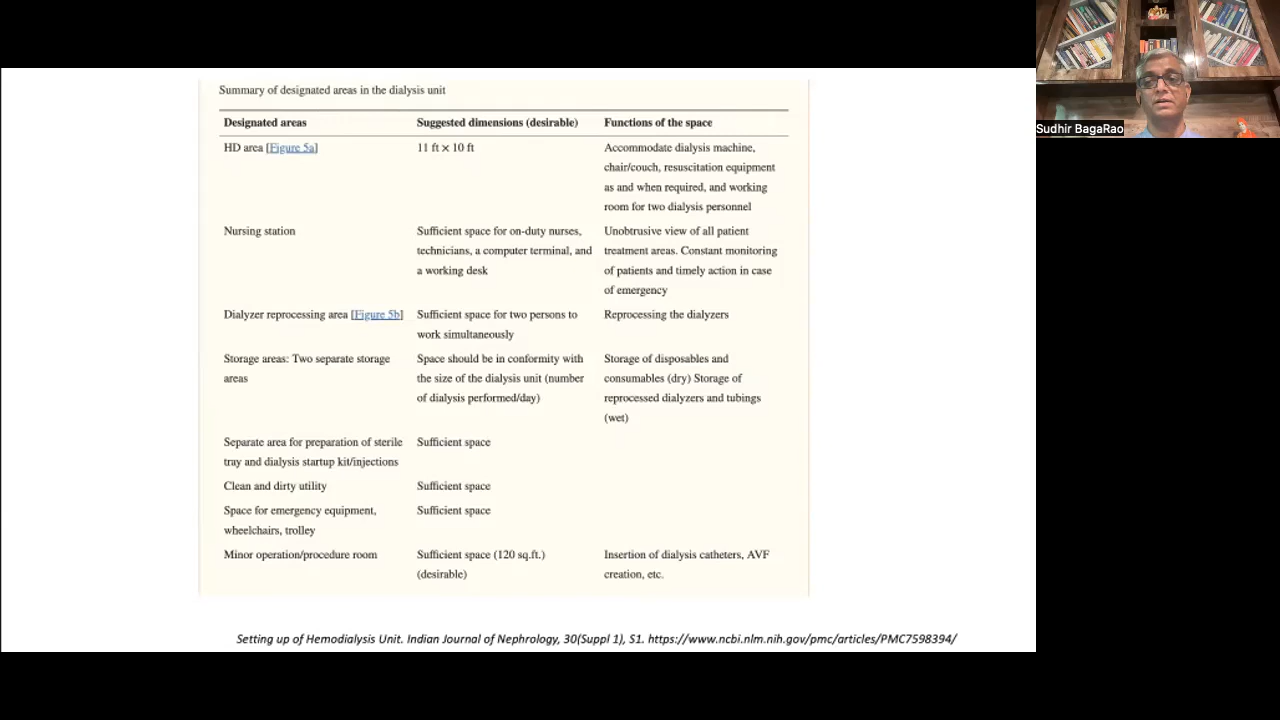 Summary of designated areas in the dialysis unit
Designated areas Suggested dimensions (desirable) Functions of the space
HD area [Figure 5a] 11 ft × 10 ft Accommodate dialysis machine,
chair/couch, resuscitation equipment
as and when required, and working
room for two dialysis personnel
Nursing station Sufficient space for on-duty nurses, Unobtrusive view of all patient
technicians, a computer terminal, and treatment areas. Constant monitoring
a working desk of patients and timely action in case
of emergency
Dialyzer reprocessing area [Figure 5b] Sufficient space for two persons to Reprocessing the dialyzers
work simultaneously
Storage areas: Two separate storage Space should be in conformity with Storage of disposables and
areas the size of the dialysis unit (number consumables (dry) Storage of
of dialysis performed/day) reprocessed dialyzers and tubings
(wet)
Separate area for preparation of sterile Sufficient space
tray and dialysis startup kit/injections
Clean and dirty utility Sufficient space
Space for emergency equipment, Sufficient space
wheelchairs, trolley
Minor operation/procedure room Sufficient space (120 sq.ft.) Insertion of dialysis catheters, AVF
(desirable) creation, etc.
Setting up of Hemodialysis Unit. Indian Journal of Nephrology, 30(Suppl 1), S1. https://www.ncbi.nlm.nih.gov/pmc/articles/PMC7598394/
Sudhir BagaRao